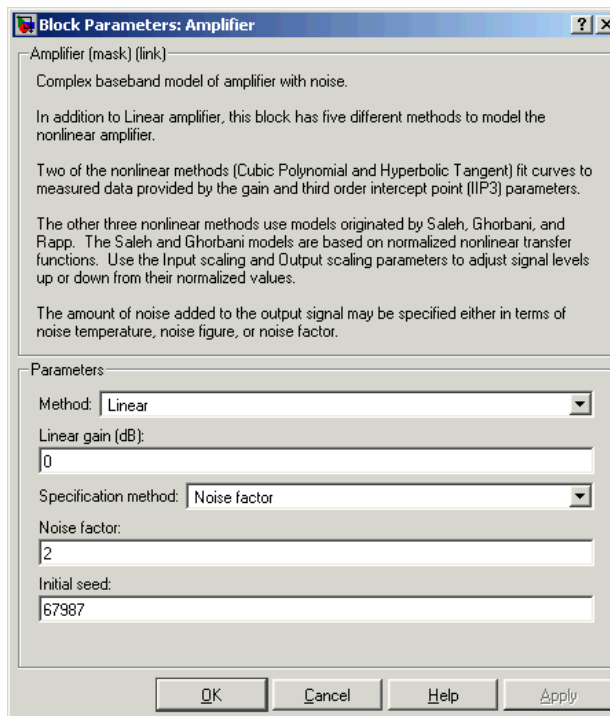 Block Parameters: Amplifier
Amplifier (mask) (link)
Complex baseband model of amplifier with noise.
In addition to Linear amplifier, this block has five different methods to model the
nonlinear amplifier.
Two of the nonlinear methods (Cubic Polynomial and Hyperbolic Tangent) fit curves to
measured data provided by the gain and third order intercept point (IIP3) parameters.
The other three nonlinear methods use models originated by Saleh, Ghorbani, and
Rapp. The Saleh and Ghorbani models are based on normalized nonlinear transfer
functions. Use the Input scaling and Output scaling parameters to adjust signal levels
up or down from their normalized values.
The amount of noise added to the output signal may be specified either in terms of
noise temperature, noise figure, or noise factor.
Parameters
Method: Linear
Linear gain (dB):
0
Specification method: Noise factor
Noise factor:
2
Initial seed:
67987
OK Cancel Help Apply